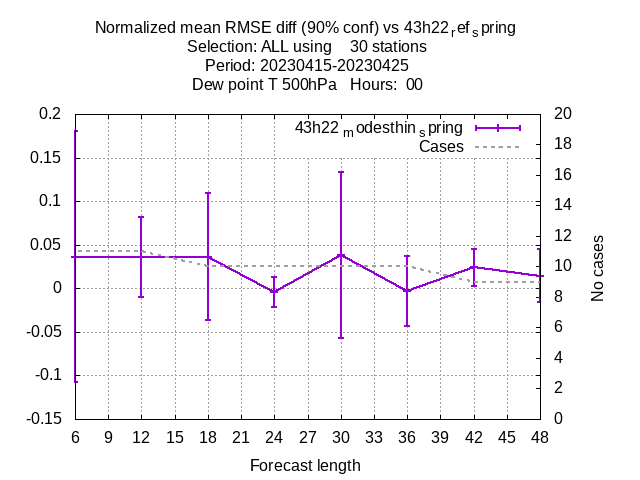 Normalized mean RMSE diff (90% conf) vs 43h22refspring
Selection: ALL using 30 stations
Period: 20230415-20230425
Dew point T 500hPa Hours: 00
43h22modesthinspring
Cases
0.2
0.15
0.1
0.05
0
-0.05
-0.1
-0.15
20
18
16
14
12
10
8
6
4
2
0
No cases
6 9 12 15 18 21 24 27 30 33 36 39 42 45 48
Forecast length